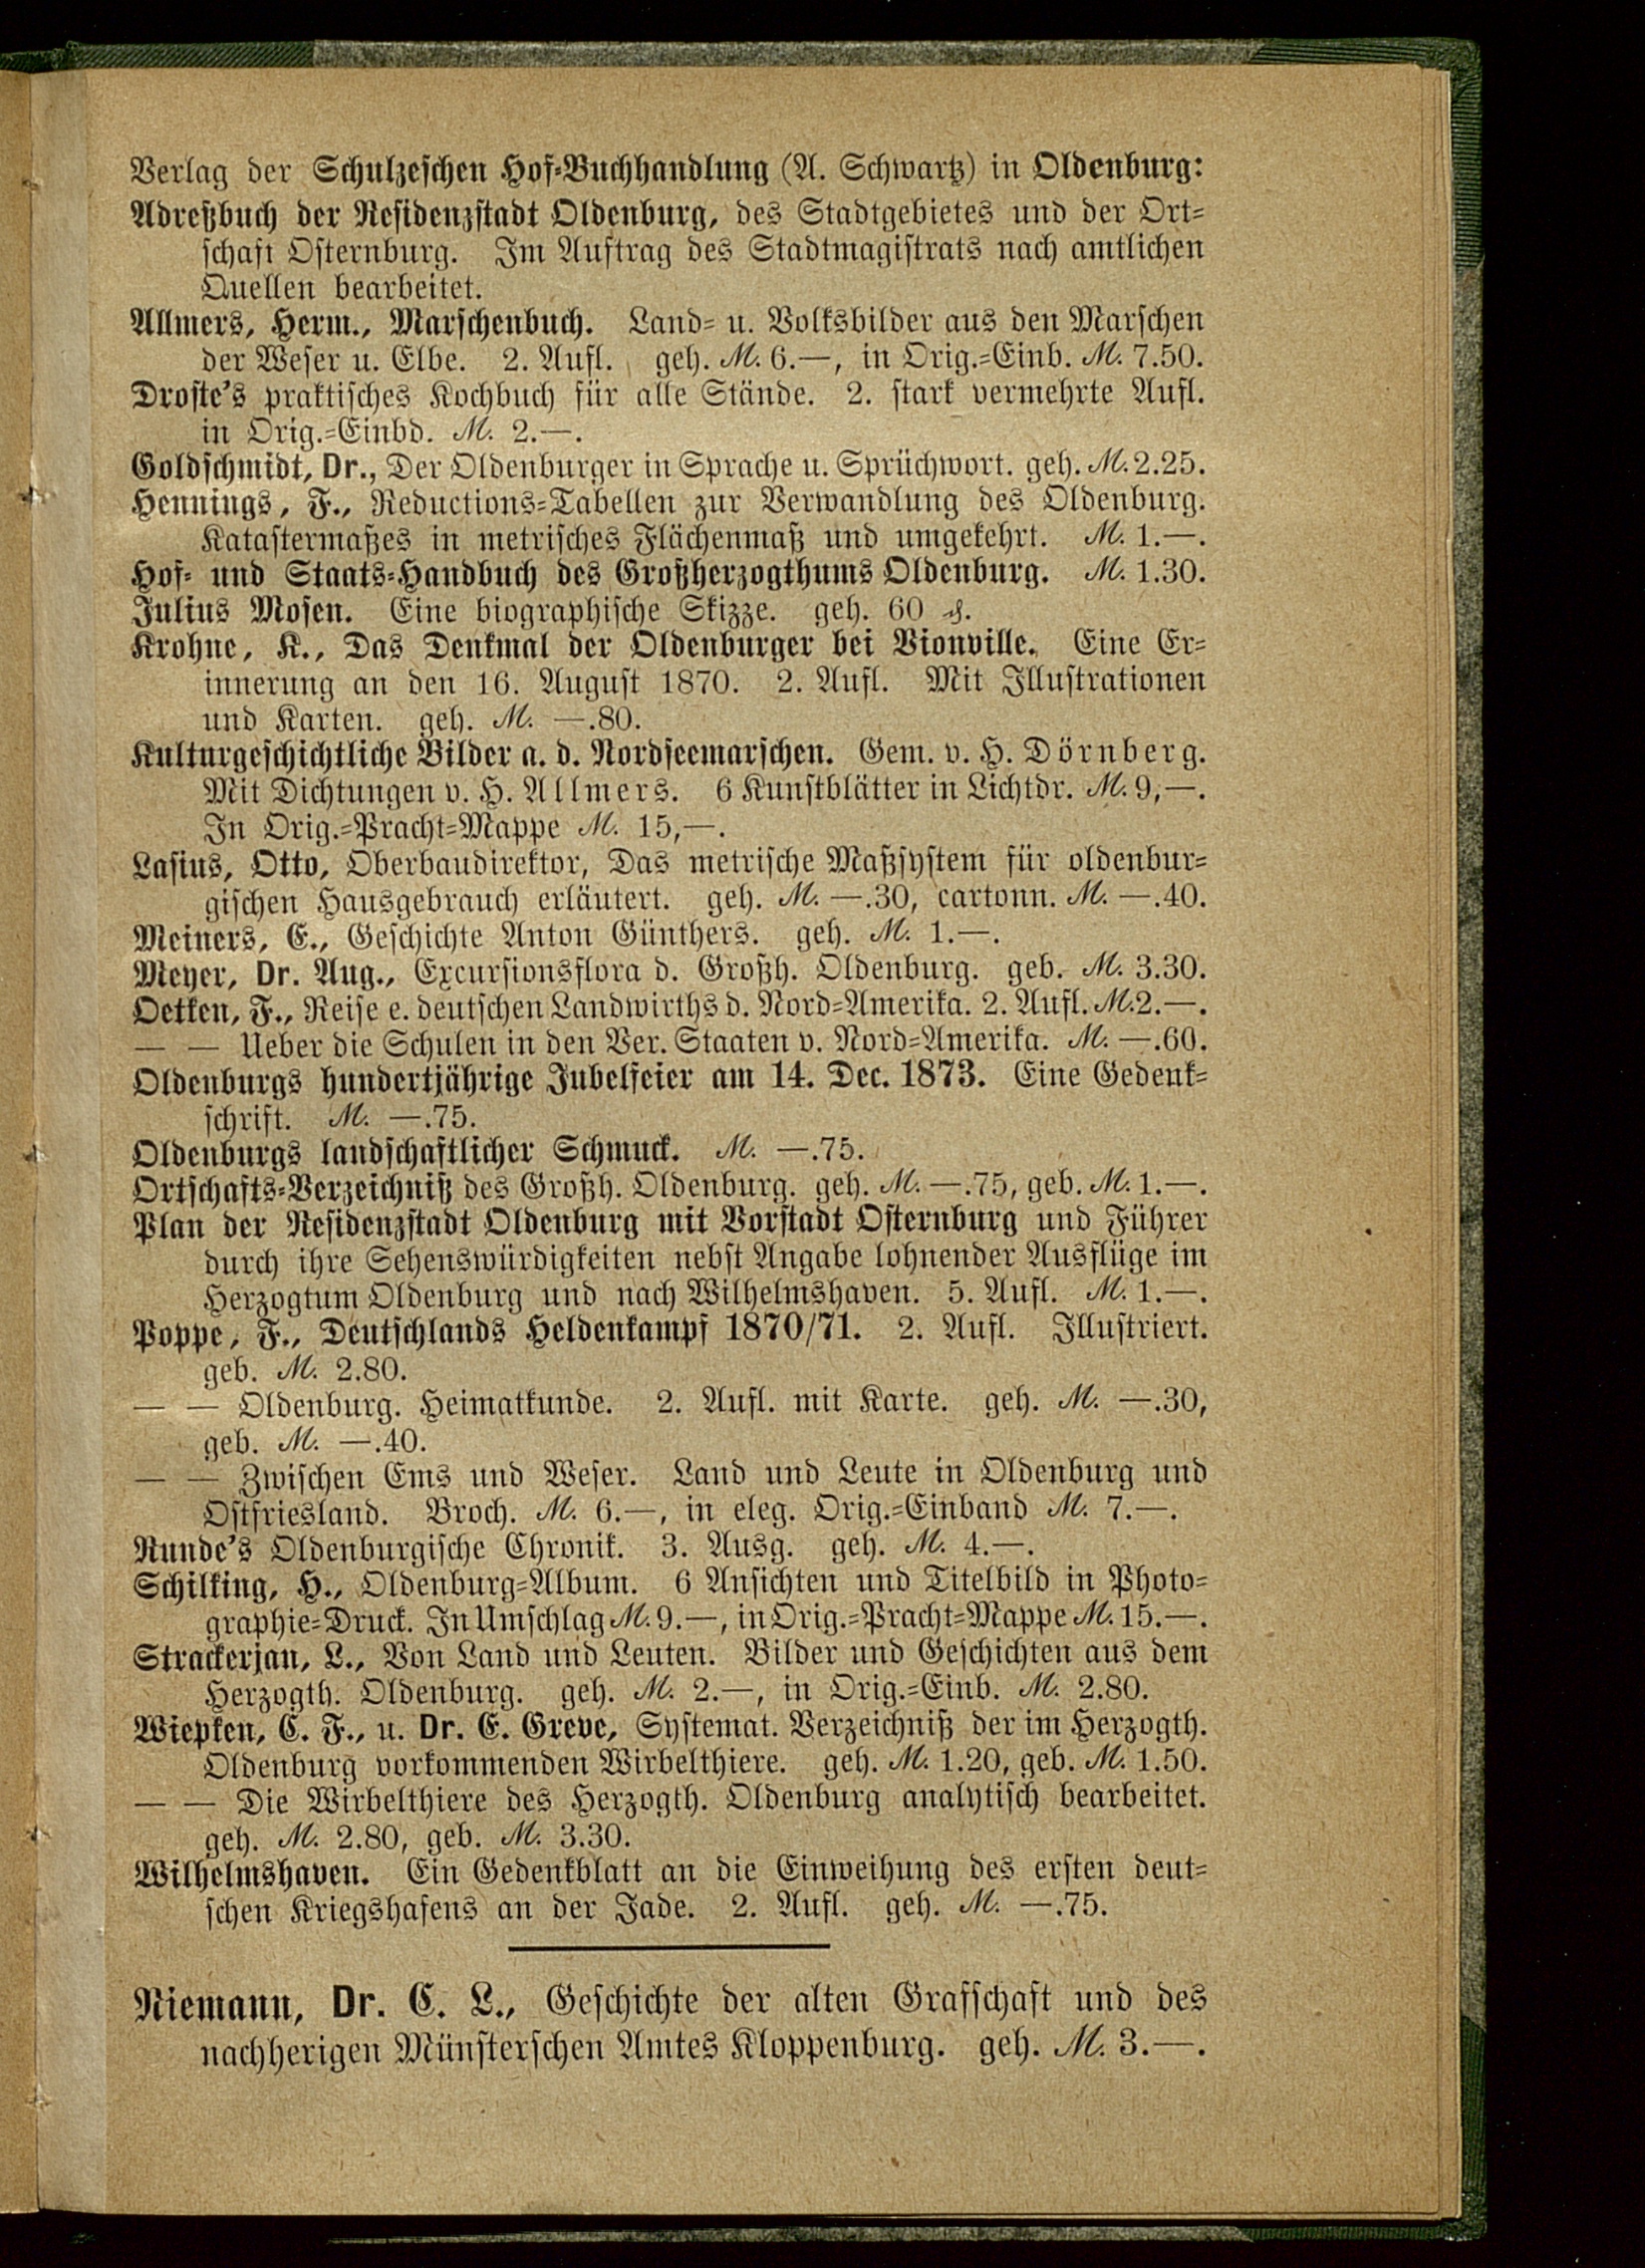 Verlag der Schulzeschen Hof-Buchhandlung (A. Schwartz) in Oldenburg:
Adreßbuch der Residenzstadt Oldenburg, des Stadtgebietes und der Ort-
schaft Osternburg. Im Auftrag des Stadtmagistrats nach amtlichen
Quellen bearbeitet.
Allmers, Herm., Marschenbuch. Land- u. Volksbilder aus den Marschen
der Weser u. Elbe. 2. Aufl. geh. M. 6.—, in Orig.-Einb. M. 7.50.
Droste's praktisches Kochbuch für alle Stände. 2. stark vermehrte Aufl.
in Orig.-Einbd. M. 2.—.
Goldschmidt, Dr., Der Oldenburger in Sprache u. Sprüchwort. geh. M. 2.25.
Hennings, F., Reductions-Tabellen zur Verwandlung des Oldenburg.
Katastermaßes in metrisches Flächenmaß und umgekehrt. M. 1.—.
Hof- und Staats-Handbuch des Großherzogthums Oldenburg. M. 1.30.
Julius Mosen. Eine biographische Skizze. geh. 60 ₰.
Krohne, K., Das Denkmal der Oldenburger bei Vionville. Eine Er-
innerung an den 16. August 1870. 2. Aufl. Mit Illustrationen
und Karten. geh. M. —.80.
Kulturgeschichtliche Bilder a. d. Nordseemarschen. Gem. v. H. Dörnberg.
Mit Dichtungen v. H. Allmers. 6 Kunstblätter in Lichtdr. M. 9,—.
In Orig.-Pracht-Mappe M. 15,—.
Lasius, Otto, Oberbaudirektor, Das metrische Maßsystem für oldenbur-
gischen Hausgebrauch erläutert. geh. M. —.30, cartonn. M. —.40.
Meiners, E., Geschichte Anton Günthers. geh. M. 1.—.
Meyer, Dr. Aug., Excursionsflora d. Großh. Oldenburg. geb. M. 3.30.
Oetken, F., Reise e. deutschen Landwirths d. Nord-Amerika. 2. Aufl. M. 2.—.
— — Ueber die Schulen in den Ver. Staaten v. Nord-Amerika. M. —.60.
Oldenburgs hundertjährige Jubelfeier am 14. Dec. 1873. Eine Gedenk-
schrift. M. —.75.
Oldenburgs landschaftlicher Schmuck. M. —.75.
Ortschafts-Verzeichniß des Großh. Oldenburg. geh. M. —.75, geb. M. 1.—.
Plan der Residenzstadt Oldenburg mit Vorstadt Osternburg und Führer
durch ihre Sehenswürdigkeiten nebst Angabe lohnender Ausflüge im
Herzogtum Oldenburg und nach Wilhelmshaven. 5. Aufl. M. 1.—.
Poppe, F., Deutschlands Heldenkampf 1870/71. 2. Aufl. Illustriert.
geb. M. 2.80.
— — Oldenburg. Heimatkunde. 2. Aufl. mit Karte. geh. M. —.30,
geb. M. —.40.
— — Zwischen Ems und Weser. Land und Leute in Oldenburg und
Ostfriesland. Broch. M. 6.—, in eleg. Orig.-Einband M. 7.—.
Runde's Oldenburgische Chronik. 3. Ausg. geh. M. 4.—.
Schilking, H., Oldenburg-Album. 6 Ansichten und Titelbild in Photo-
graphie-Druck. In Umschlag M. 9.—, in Orig.-Pracht-Mappe M. 15.—.
Strackerjan, L., Von Land und Leuten. Bilder und Geschichten aus dem
Herzogth. Oldenburg. geh. M. 2.—, in Orig.-Einb. M. 2.80.
Wiepken, C. F., u. Dr. E. Greve, Systemat. Verzeichniß der im Herzogth.
Oldenburg vorkommenden Wirbelthiere. geh. M. 1.20, geb. M. 1.50.
— — Die Wirbelthiere des Herzogth. Oldenburg analytisch bearbeitet.
geh. M. 2.80, geb. M. 3.30.
Wilhelmshaven. Ein Gedenkblatt an die Einweihung des ersten deut-
schen Kriegshafens an der Jade. 2. Aufl. geh. M. —.75.
Niemann, Dr. C. L., Geschichte der alten Grafschaft und des
nachherigen Münsterschen Amtes Kloppenburg. geh. M. 3.—.